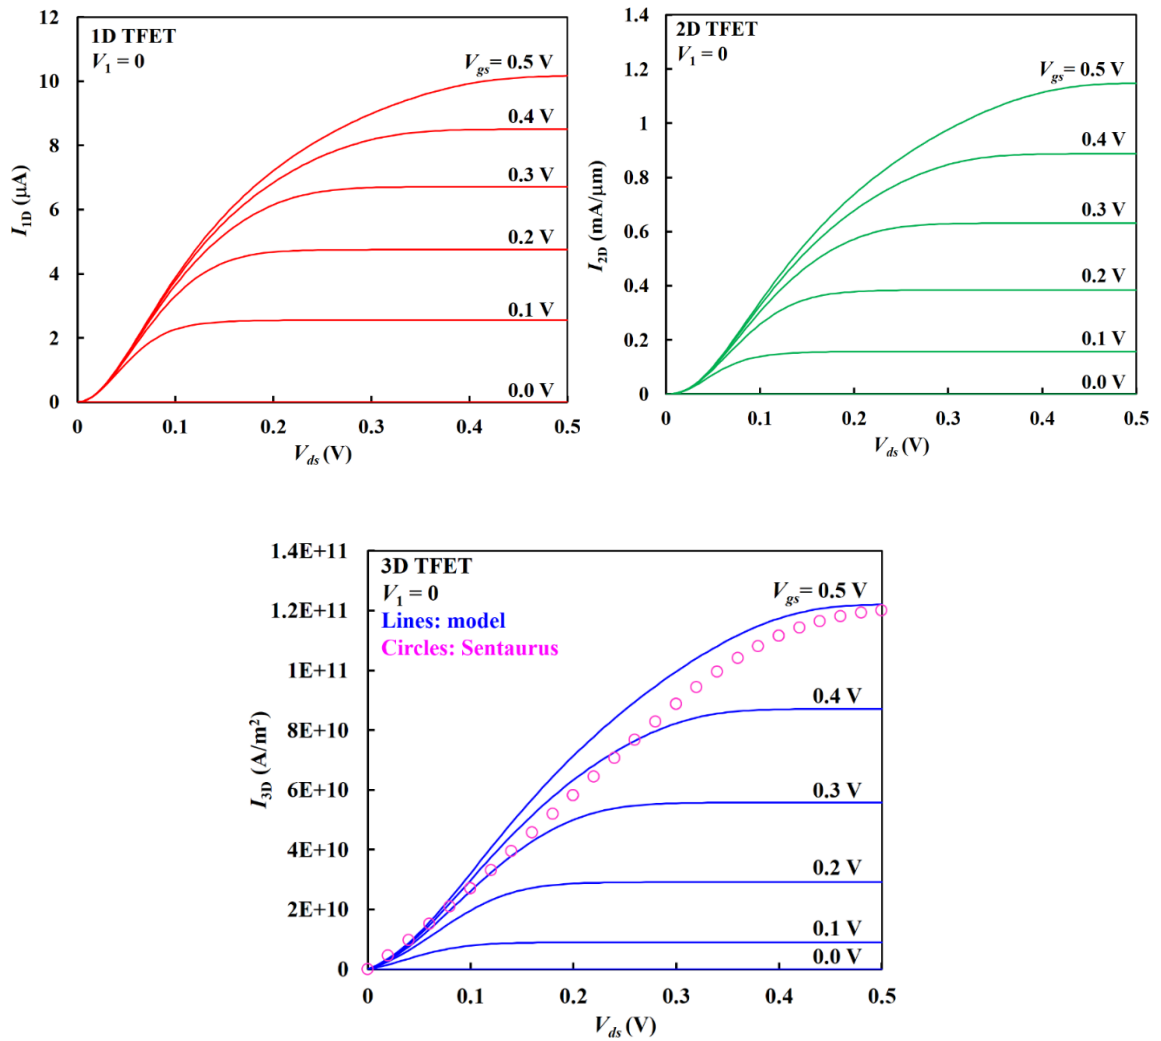 12
10
8
6
4
2
0
I1D (μA)
1D TFET
V1 = 0
Vgs= 0.5 V
0.4 V
0.3 V
0.2 V
0.1 V
0.0 V
0 0.1 0.2 0.3 0.4 0.5
Vds (V)
1.4
1.2
1
0.8
0.6
0.4
0.2
0
I2D (mA/μm)
2D TFET
V1 = 0
Vgs= 0.5 V
0.4 V
0.3 V
0.2 V
0.1 V
0.0 V
0 0.1 0.2 0.3 0.4 0.5
Vds (V)
1.4E+11
1.2E+11
1E+11
8E+10
6E+10
4E+10
2E+10
0
I3D (A/m²)
3D TFET
V1 = 0
Lines: model
Circles: Sentaurus
Vgs= 0.5 V
0.4 V
0.3 V
0.2 V
0.1 V
0.0 V
0 0.1 0.2 0.3 0.4 0.5
Vds (V)